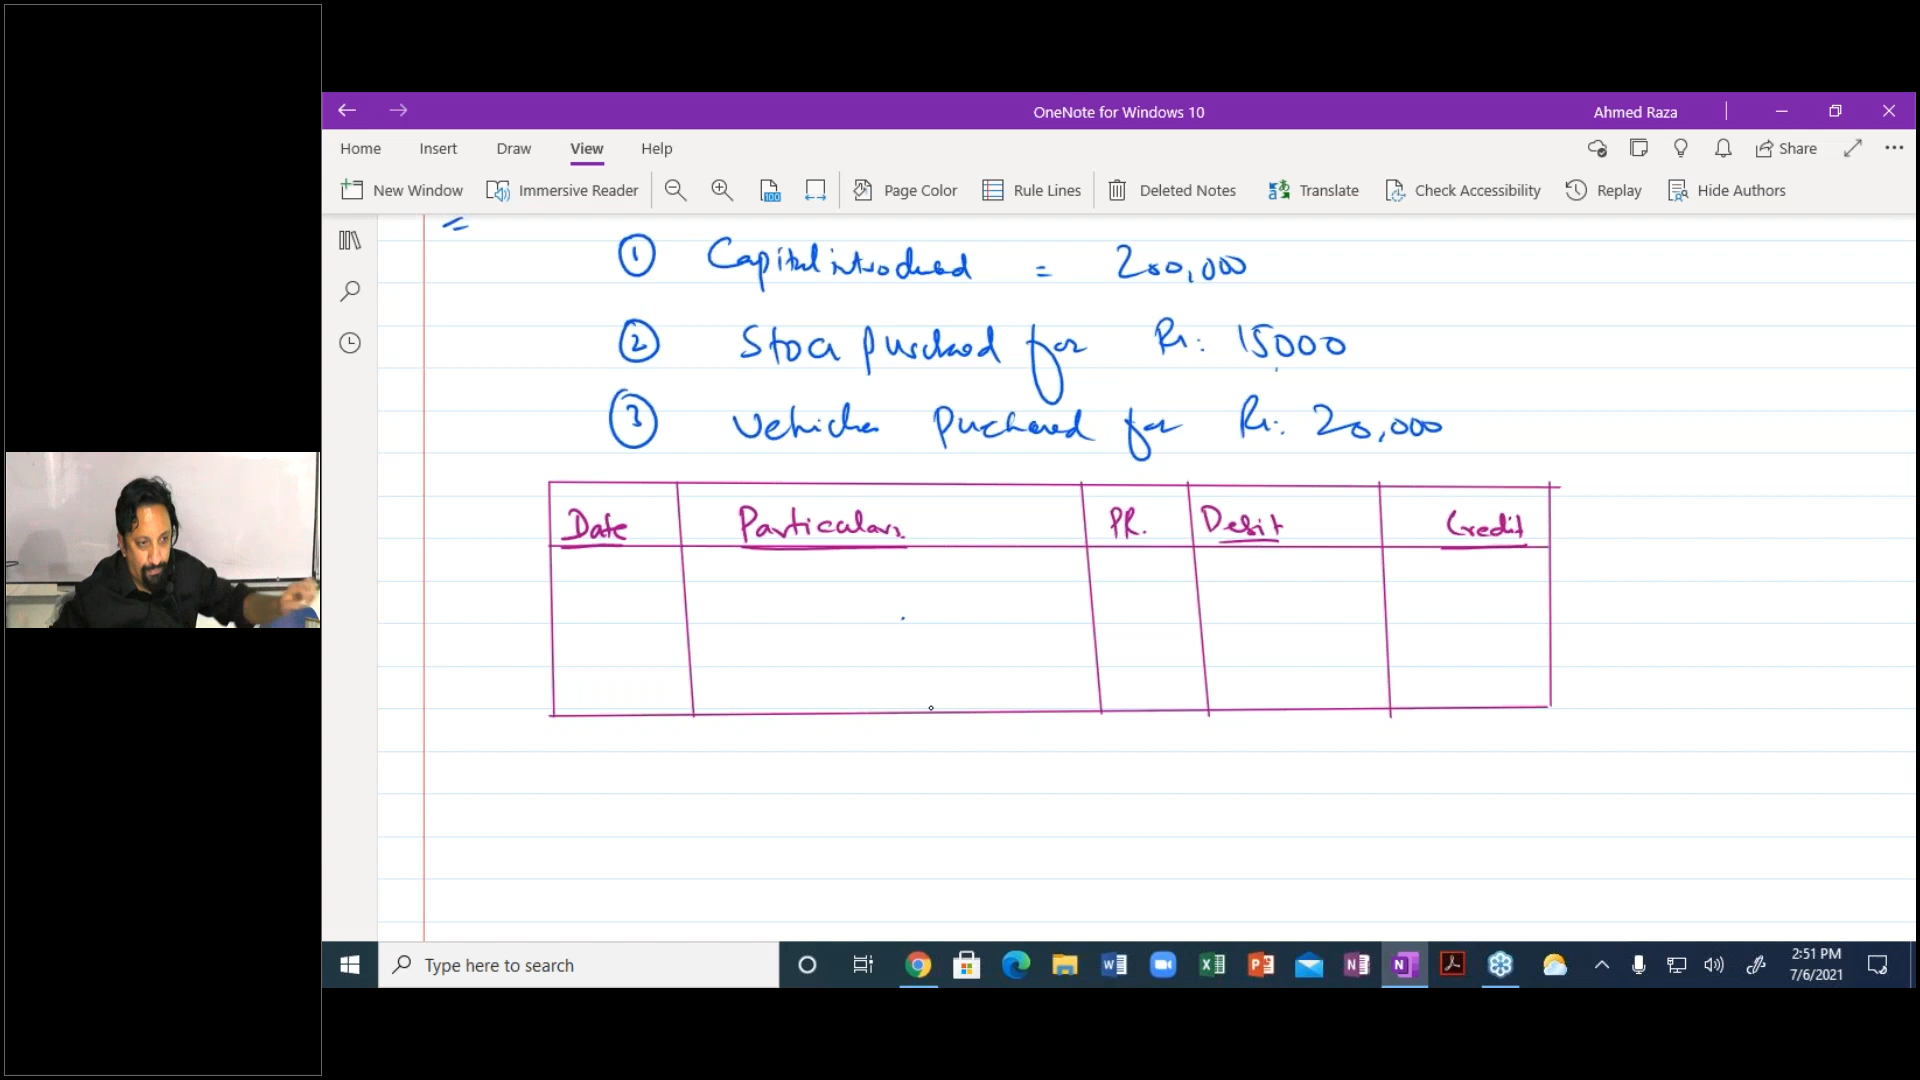 OneNote for Windows 10
Ahmed Raza
Home Insert Draw View Help
Share
New Window Immersive Reader Page Color Rule Lines Deleted Notes Translate Check Accessibility Replay Hide Authors
① Capital introduced = 200,000
② Stock purchased for Rs: 15000
③ Vehicles Purchased for Rs: 20,000
Date Particulars. PR. Debit Credit
Type here to search
2:51 PM
7/6/2021